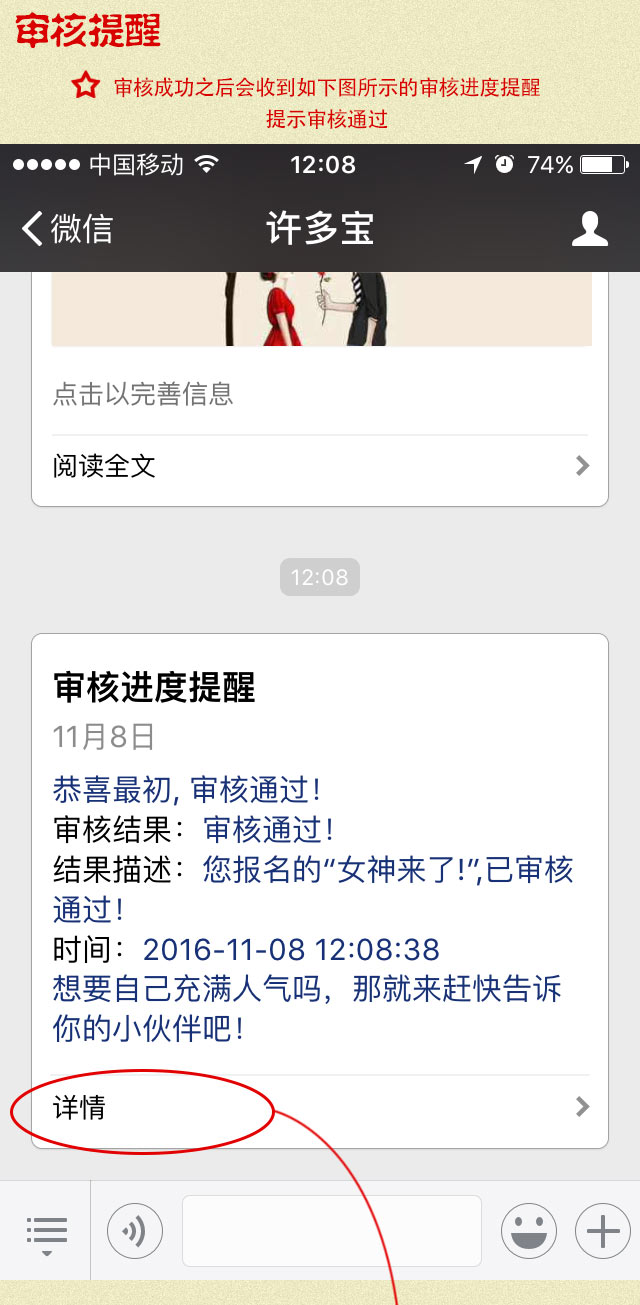 审核提醒
审核成功之后会收到如下图所示的审核进度提醒
提示审核通过
中国移动 12:08 74%
微信 许多宝
点击以完善信息
阅读全文
12:08
审核进度提醒
11月8日
恭喜最初, 审核通过！
审核结果： 审核通过！
结果描述： 您报名的“女神来了!”,已审核
通过！
时间： 2016-11-08 12:08:38
想要自己充满人气吗，那就来赶快告诉
你的小伙伴吧！
详情